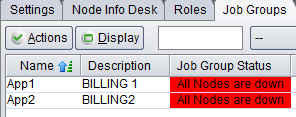 Settings Node Info Desk Roles Job Groups
Actions Display --
Name Description Job Group Status
App1 BILLING 1 All Nodes are down
App2 BILLING2 All Nodes are down